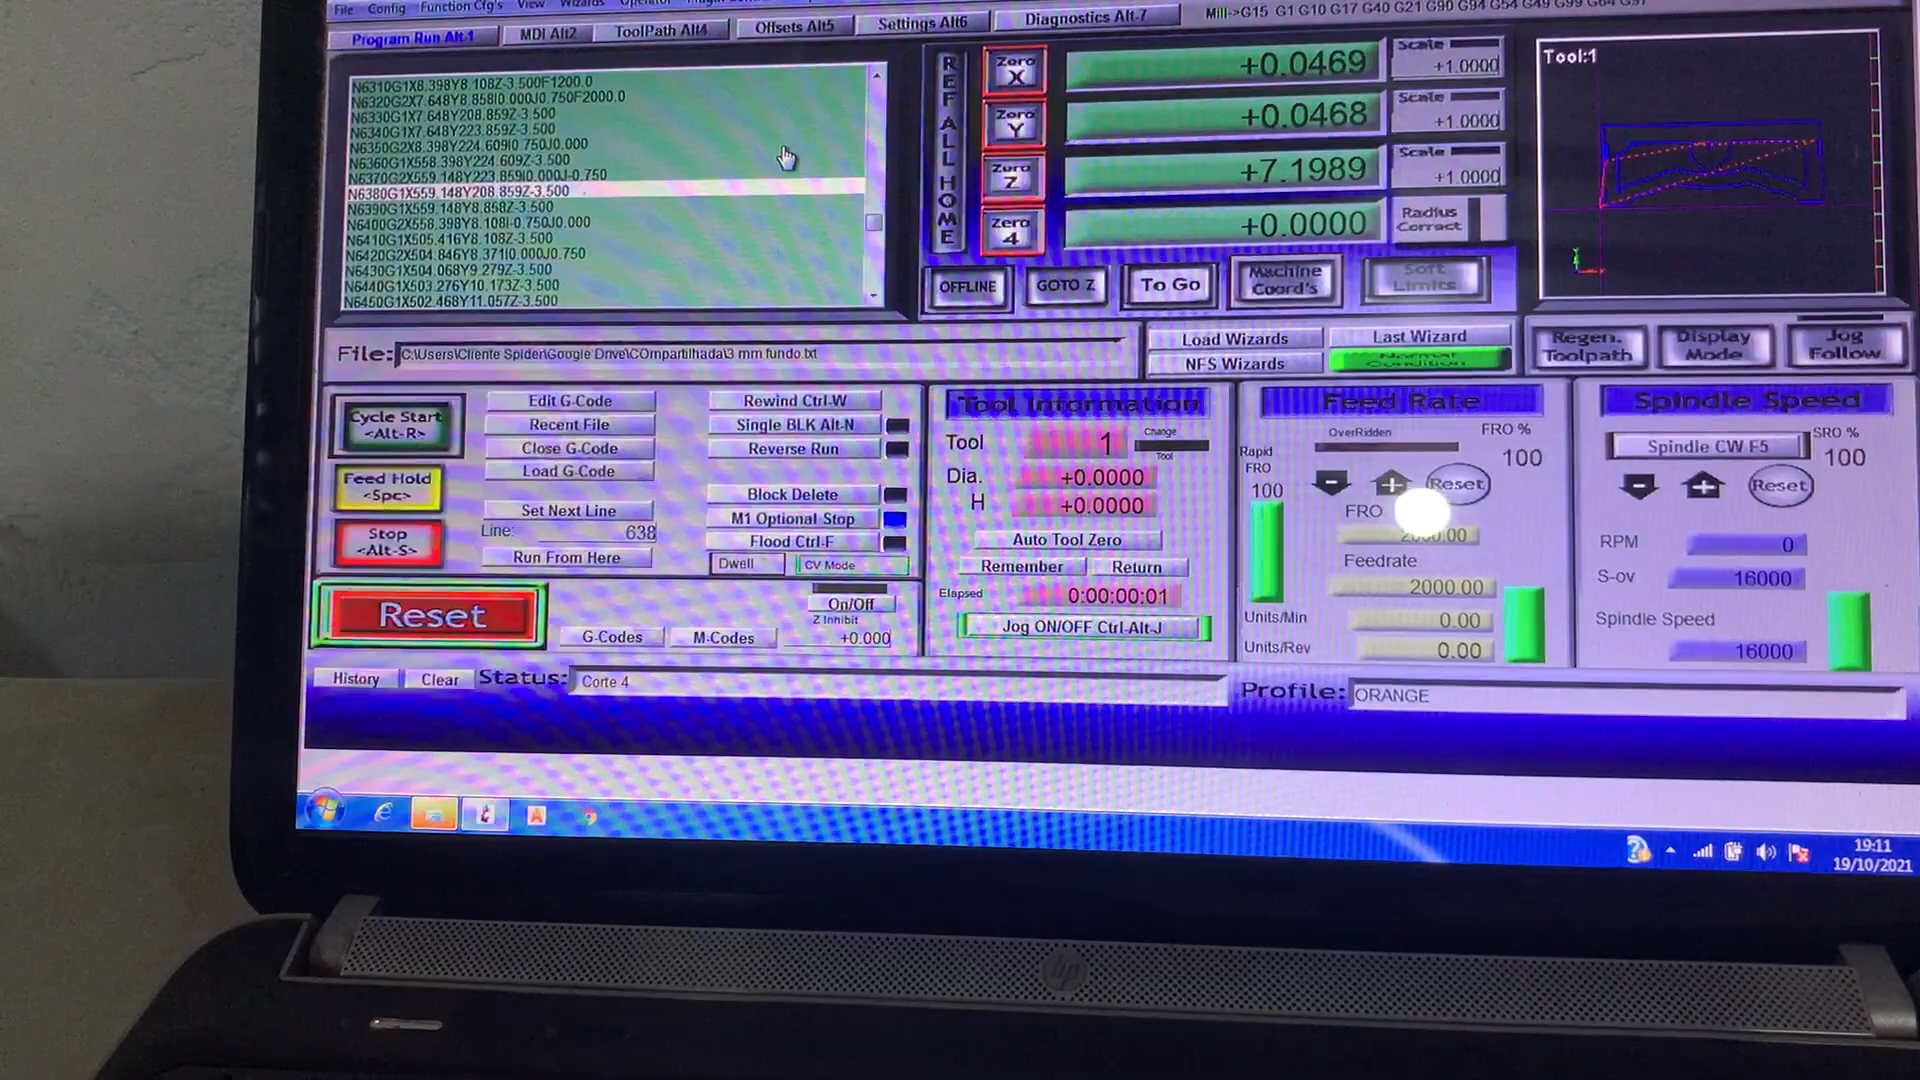 File Config Function Cfg's View Wizards Operator
Program Run Alt-1 MDI Alt2 ToolPath Alt4 Offsets Alt5 Settings Alt6 Diagnostics Alt-7
Mill->G15 G1 G10 G17 G40 G21 G90 G94 G54 G49 G99 G64 G97
N6310G1X8.398Y8.108Z-3.500F1200.0
N6320G2X7.648Y8.858I0.000J0.750F2000.0
N6330G1X7.648Y208.859Z-3.500
N6340G1X7.648Y223.859Z-3.500
N6350G2X8.398Y224.609I0.750J0.000
N6360G1X558.398Y224.609Z-3.500
N6370G2X559.148Y223.859I0.000J-0.750
N6380G1X559.148Y208.859Z-3.500
N6390G1X559.148Y8.858Z-3.500
N6400G2X558.398Y8.108I-0.750J0.000
N6410G1X505.416Y8.108Z-3.500
N6420G2X504.846Y8.371I0.000J0.750
N6430G1X504.068Y9.279Z-3.500
N6440G1X503.276Y10.173Z-3.500
N6450G1X502.468Y11.057Z-3.500
REF ALL HOME
Zero X +0.0469 Scale +1.0000
Zero Y +0.0468 Scale +1.0000
Zero Z +7.1989 Scale +1.0000
Zero 4 +0.0000 Radius Correct
OFFLINE GOTO Z To Go Machine Coord's Soft Limits
Tool:1
File: C:\Users\Cliente Spider\Google Drive\COmpartilhada\3 mm fundo.txt
Load Wizards Last Wizard
NFS Wizards Normal Condition
Regen. Toolpath Display Mode Jog Follow
Cycle Start <Alt-R>
Feed Hold <Spc>
Stop <Alt-S>
Reset
Edit G-Code
Recent File
Close G-Code
Load G-Code
Set Next Line
Line: 638
Run From Here
Rewind Ctrl-W
Single BLK Alt-N
Reverse Run
Block Delete
M1 Optional Stop
Flood Ctrl-F
Dwell CV Mode
On/Off
Z Inhibit
+0.000
G-Codes M-Codes
Tool Information
Tool 1 Change Tool
Dia. +0.0000
H +0.0000
Auto Tool Zero
Remember Return
Elapsed 0:00:00:01
Jog ON/OFF Ctrl-Alt-J
Feed Rate
OverRidden FRO %
100
Rapid FRO
100
Reset
FRO
Feedrate
2000.00
Units/Min 0.00
Units/Rev 0.00
Spindle Speed
Spindle CW F5 SRO %
100
Reset
RPM 0
S-ov 16000
Spindle Speed
16000
History Clear Status: Corte 4
Profile: ORANGE
19:11
19/10/2021
hp